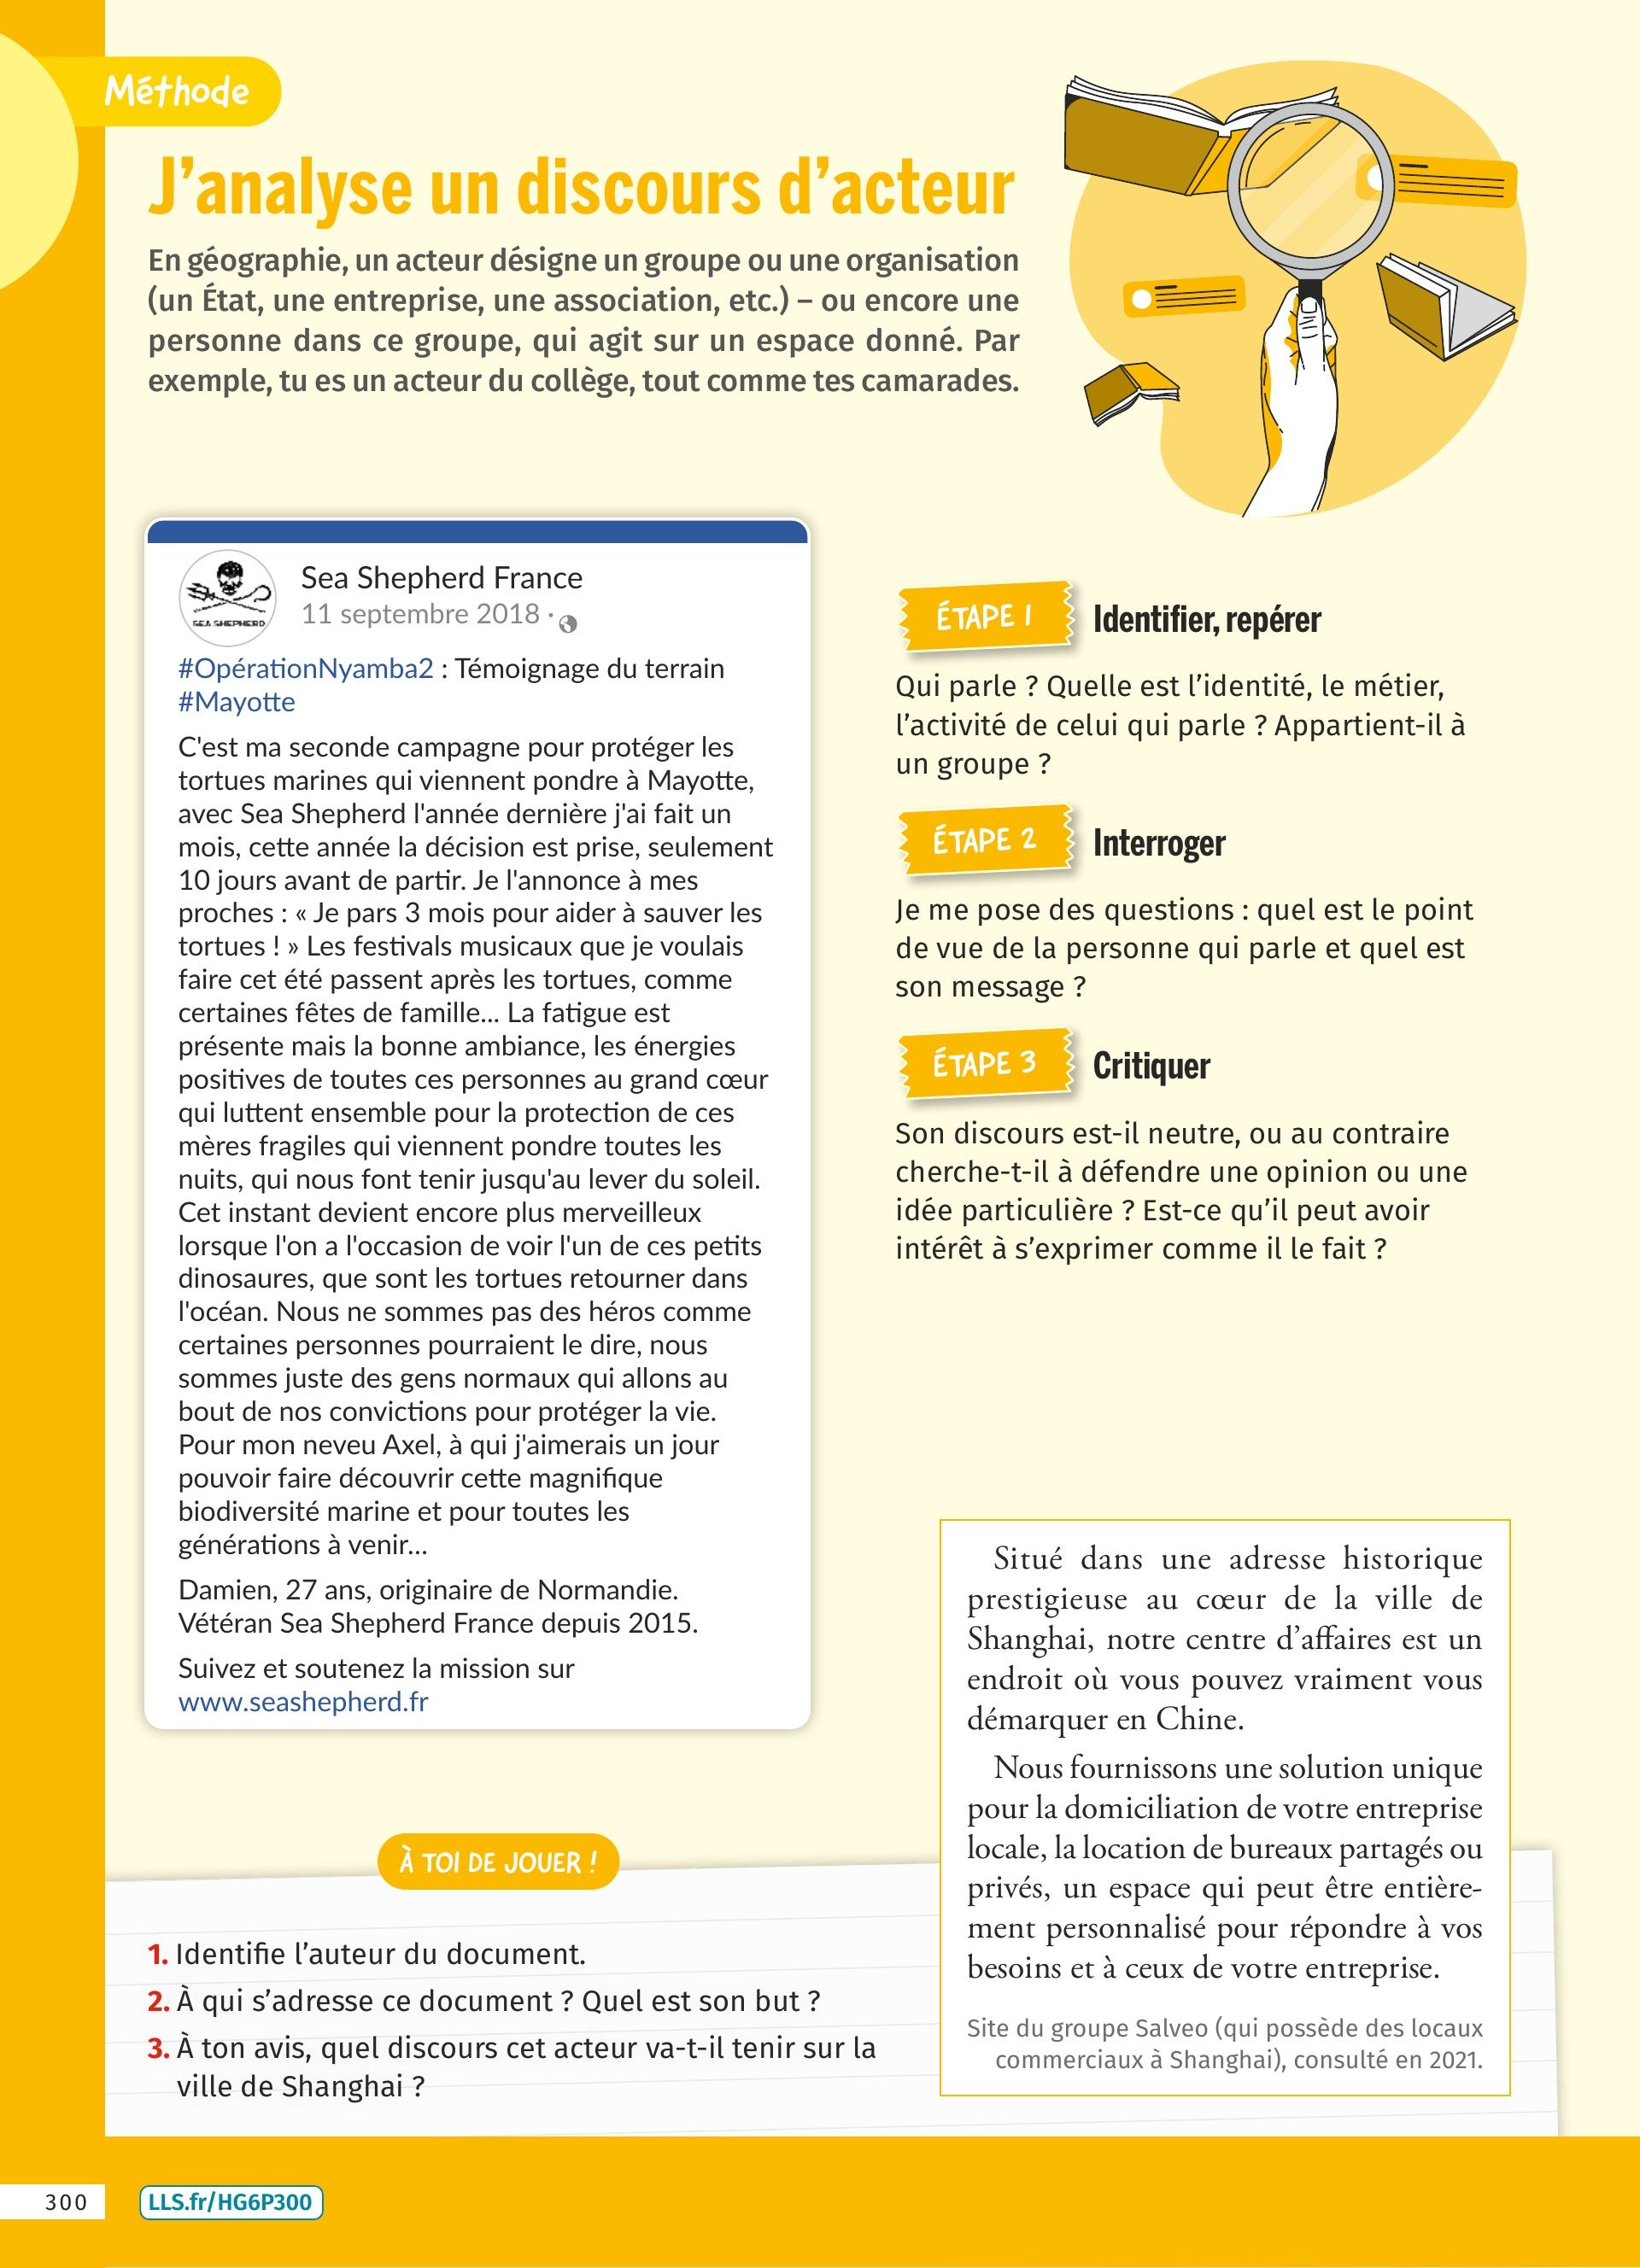 Méthode
J’analyse un discours d’acteur
En géographie, un acteur désigne un groupe ou une organisation
(un État, une entreprise, une association, etc.) – ou encore une
personne dans ce groupe, qui agit sur un espace donné. Par
exemple, tu es un acteur du collège, tout comme tes camarades.
SEA SHEPHERD
Sea Shepherd France
11 septembre 2018 ·
#OpérationNyamba2 : Témoignage du terrain
#Mayotte
C'est ma seconde campagne pour protéger les
tortues marines qui viennent pondre à Mayotte,
avec Sea Shepherd l'année dernière j'ai fait un
mois, cette année la décision est prise, seulement
10 jours avant de partir. Je l'annonce à mes
proches : « Je pars 3 mois pour aider à sauver les
tortues ! » Les festivals musicaux que je voulais
faire cet été passent après les tortues, comme
certaines fêtes de famille... La fatigue est
présente mais la bonne ambiance, les énergies
positives de toutes ces personnes au grand cœur
qui luttent ensemble pour la protection de ces
mères fragiles qui viennent pondre toutes les
nuits, qui nous font tenir jusqu'au lever du soleil.
Cet instant devient encore plus merveilleux
lorsque l'on a l'occasion de voir l'un de ces petits
dinosaures, que sont les tortues retourner dans
l'océan. Nous ne sommes pas des héros comme
certaines personnes pourraient le dire, nous
sommes juste des gens normaux qui allons au
bout de nos convictions pour protéger la vie.
Pour mon neveu Axel, à qui j'aimerais un jour
pouvoir faire découvrir cette magnifique
biodiversité marine et pour toutes les
générations à venir...
Damien, 27 ans, originaire de Normandie.
Vétéran Sea Shepherd France depuis 2015.
Suivez et soutenez la mission sur
www.seashepherd.fr
ÉTAPE 1 Identifier, repérer
Qui parle ? Quelle est l’identité, le métier,
l’activité de celui qui parle ? Appartient-il à
un groupe ?
ÉTAPE 2 Interroger
Je me pose des questions : quel est le point
de vue de la personne qui parle et quel est
son message ?
ÉTAPE 3 Critiquer
Son discours est-il neutre, ou au contraire
cherche-t-il à défendre une opinion ou une
idée particulière ? Est-ce qu’il peut avoir
intérêt à s’exprimer comme il le fait ?
À TOI DE JOUER !
1. Identifie l’auteur du document.
2. À qui s’adresse ce document ? Quel est son but ?
3. À ton avis, quel discours cet acteur va-t-il tenir sur la
ville de Shanghai ?
Situé dans une adresse historique
prestigieuse au cœur de la ville de
Shanghai, notre centre d’affaires est un
endroit où vous pouvez vraiment vous
démarquer en Chine.
Nous fournissons une solution unique
pour la domiciliation de votre entreprise
locale, la location de bureaux partagés ou
privés, un espace qui peut être entière-
ment personnalisé pour répondre à vos
besoins et à ceux de votre entreprise.
Site du groupe Salveo (qui possède des locaux
commerciaux à Shanghai), consulté en 2021.
300
LLS.fr/HG6P300